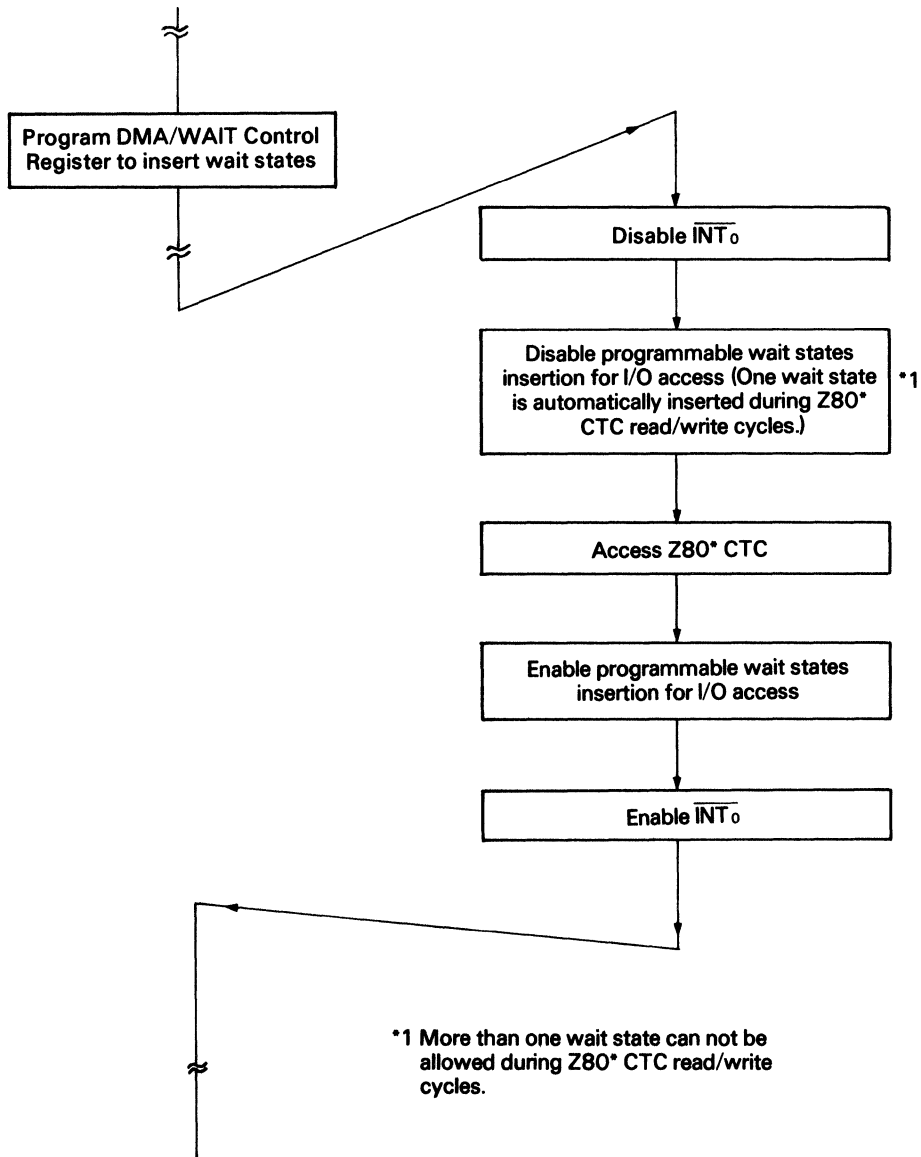 Program DMA/WAIT Control
Register to insert wait states
Disable I̅N̅T̅₀
Disable programmable wait states
insertion for I/O access (One wait state
is automatically inserted during Z80*
CTC read/write cycles.)
*1
Access Z80* CTC
Enable programmable wait states
insertion for I/O access
Enable I̅N̅T̅₀
*1 More than one wait state can not be
allowed during Z80* CTC read/write
cycles.